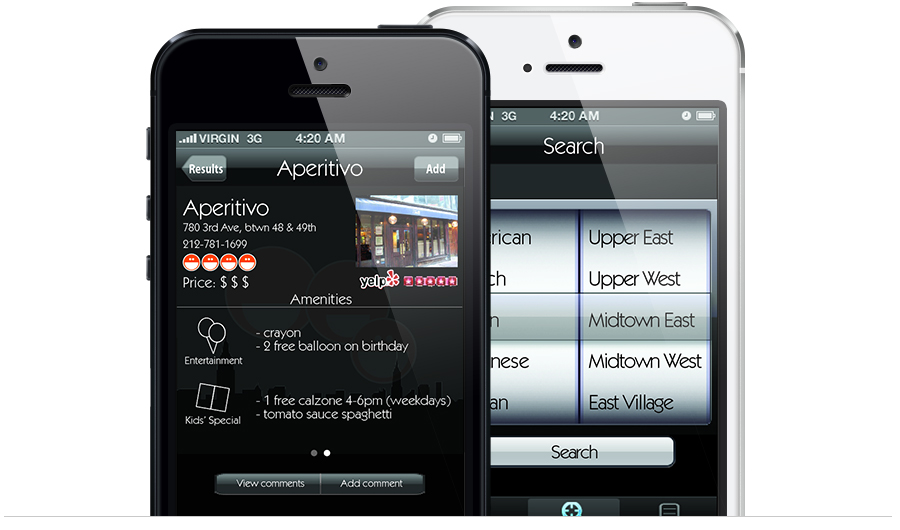 VIRGIN 3G 4:20 AM
Results Aperitivo Add
Aperitivo
780 3rd Ave, btwn 48 & 49th
212-781-1699
Price: $ $ $
yelp
Amenities
Entertainment
- crayon
- 2 free balloon on birthday
Kids' Special
- 1 free calzone 4-6pm (weekdays)
- tomato sauce spaghetti
View comments Add comment
N 3G 4:20 AM
Search
rican Upper East
ch Upper West
n Midtown East
nese Midtown West
an East Village
Search